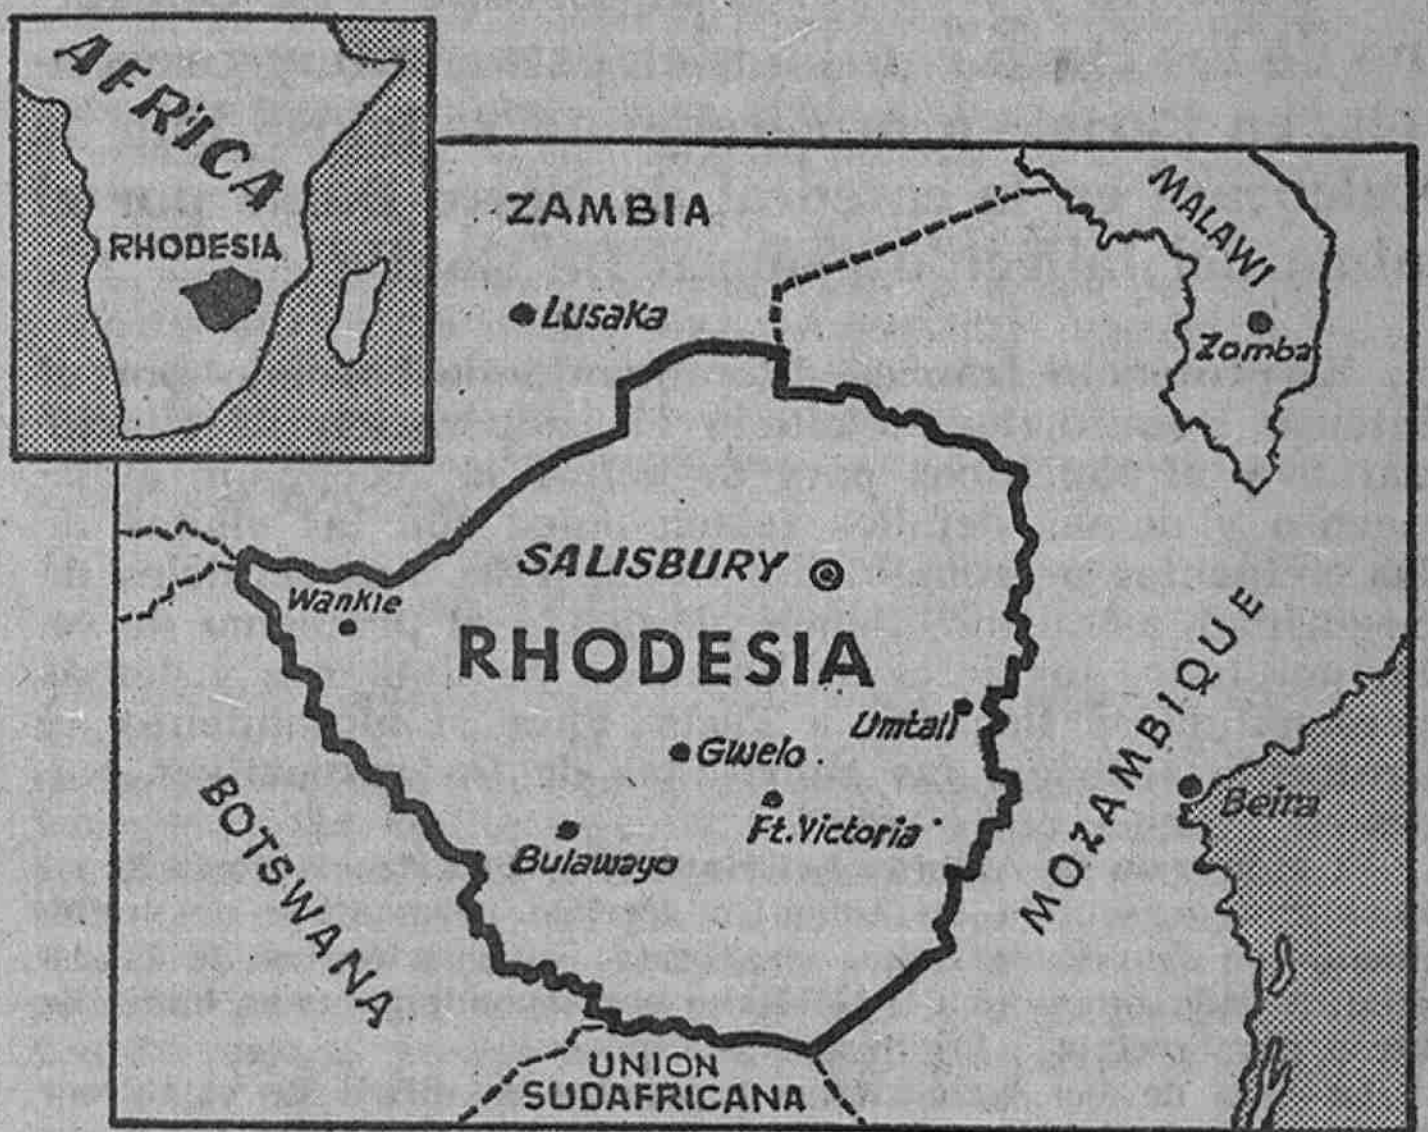 AFRICA
RHODESIA
ZAMBIA
MALAWI
Lusaka
Zomba
SALISBURY
Wankie
RHODESIA
Umtali
Gwelo
MOZAMBIQUE
Beira
Ft. Victoria
Bulawayo
BOTSWANA
UNION
SUDAFRICANA